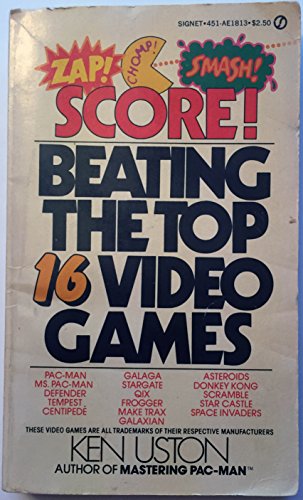 SIGNET•451-AE1813•$2.50
ZAP!
CHOMP!
SMASH!
SCORE!
BEATING
THE TOP
16 VIDEO
GAMES
PAC-MAN
MS. PAC-MAN
DEFENDER
TEMPEST
CENTIPEDE
GALAGA
STARGATE
QIX
FROGGER
MAKE TRAX
GALAXIAN
ASTEROIDS
DONKEY KONG
SCRAMBLE
STAR CASTLE
SPACE INVADERS
THESE VIDEO GAMES ARE ALL TRADEMARKS OF THEIR RESPECTIVE MANUFACTURERS
KEN USTON
AUTHOR OF MASTERING PAC-MAN™